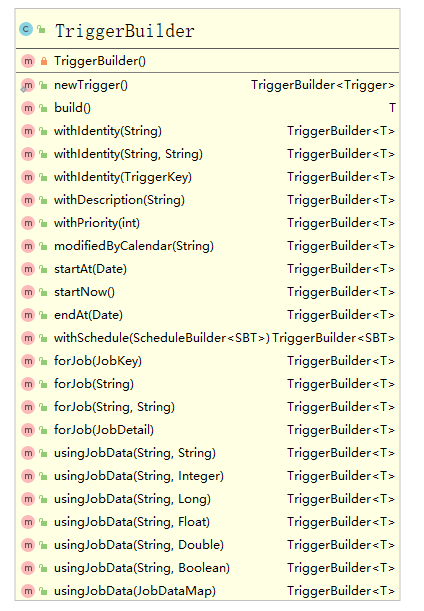 C TriggerBuilder
m TriggerBuilder()
m newTrigger() TriggerBuilder<Trigger>
m build() T
m withIdentity(String) TriggerBuilder<T>
m withIdentity(String, String) TriggerBuilder<T>
m withIdentity(TriggerKey) TriggerBuilder<T>
m withDescription(String) TriggerBuilder<T>
m withPriority(int) TriggerBuilder<T>
m modifiedByCalendar(String) TriggerBuilder<T>
m startAt(Date) TriggerBuilder<T>
m startNow() TriggerBuilder<T>
m endAt(Date) TriggerBuilder<T>
m withSchedule(ScheduleBuilder<SBT>) TriggerBuilder<SBT>
m forJob(JobKey) TriggerBuilder<T>
m forJob(String) TriggerBuilder<T>
m forJob(String, String) TriggerBuilder<T>
m forJob(JobDetail) TriggerBuilder<T>
m usingJobData(String, String) TriggerBuilder<T>
m usingJobData(String, Integer) TriggerBuilder<T>
m usingJobData(String, Long) TriggerBuilder<T>
m usingJobData(String, Float) TriggerBuilder<T>
m usingJobData(String, Double) TriggerBuilder<T>
m usingJobData(String, Boolean) TriggerBuilder<T>
m usingJobData(JobDataMap) TriggerBuilder<T>